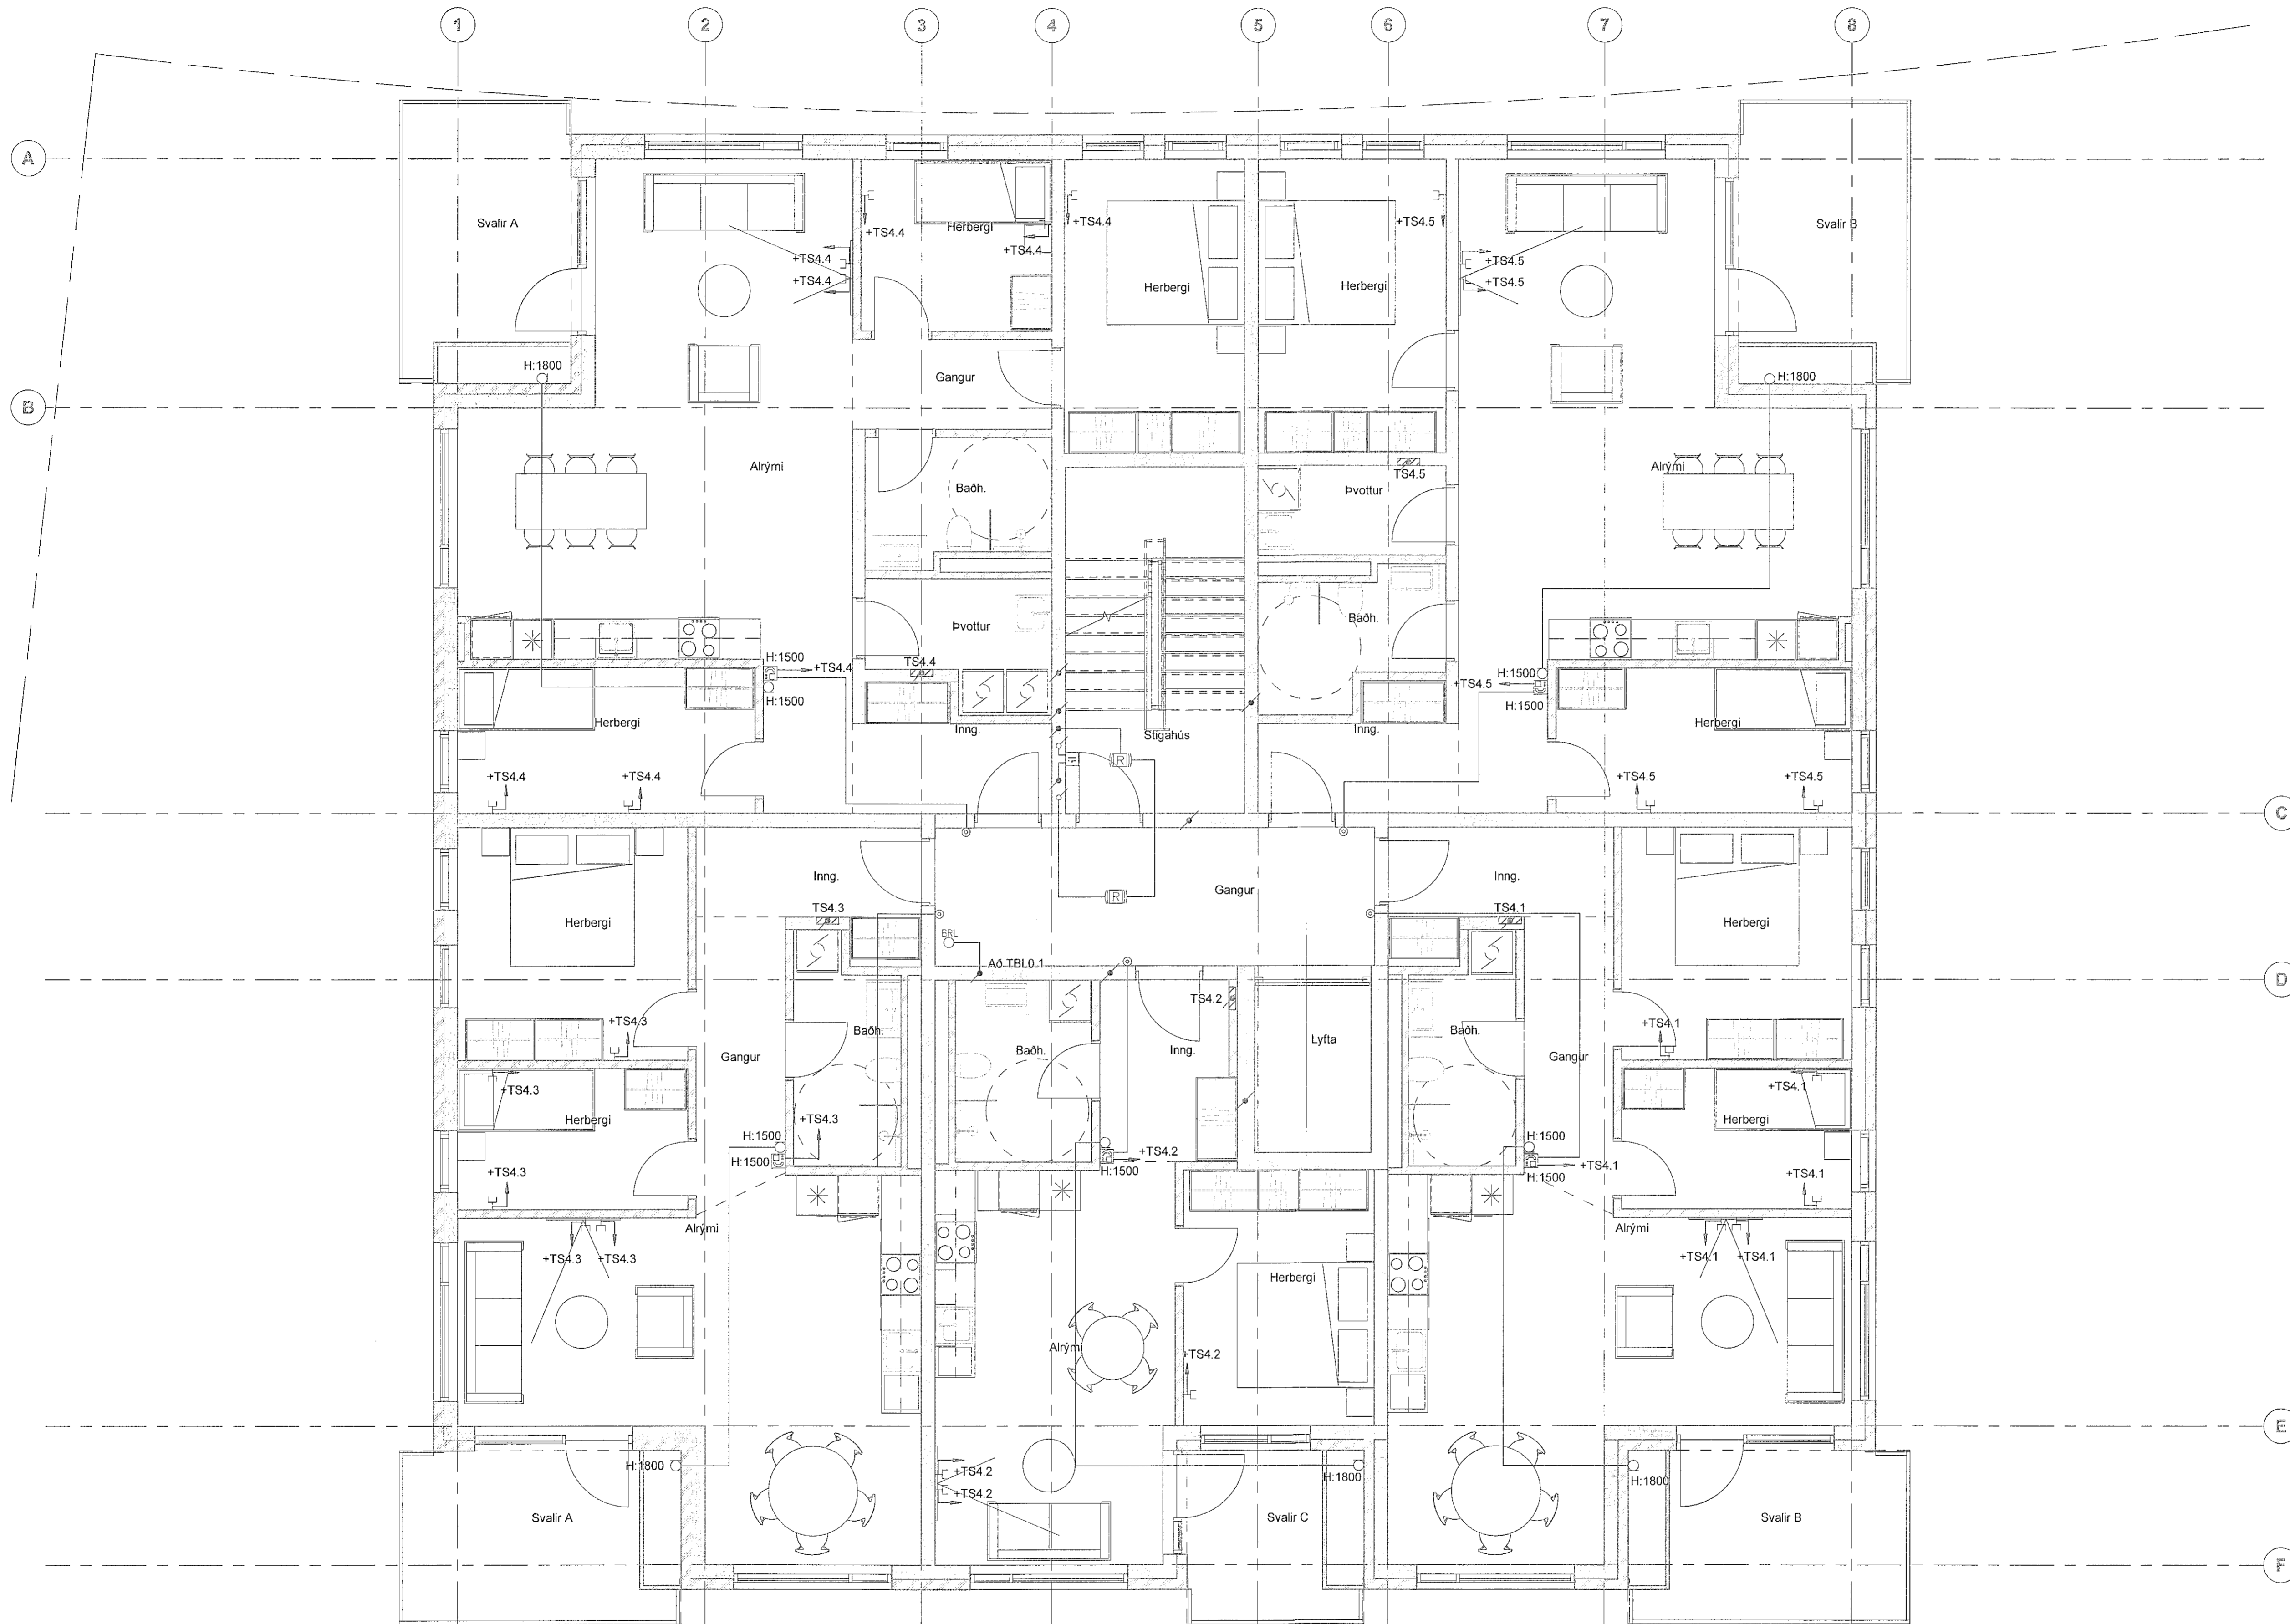 1 2 3 4 5 6 7 8
A
Svalir A
Svalir B
+TS4.4
Herbergi
+TS4.4
+TS4.4
+TS4.5
+TS4.4
+TS4.4
+TS4.5
+TS4.5
Herbergi
Herbergi
H:1800
Gangur
H:1800
B
Alrými
Alrými
TS4.5
Baðh.
Þvottur
Þvottur
Baðh.
H:1500
+TS4.4
TS4.4
H:1500
H:1500
+TS4.5
H:1500
Herbergi
Inng.
Stigahús
Inng.
Herbergi
R
+TS4.4
+TS4.4
+TS4.5
+TS4.5
C
Inng.
Gangur
Inng.
R
TS4.3
TS4.1
Herbergi
Herbergi
BRL
Að TBL0.1
D
TS4.2
+TS4.3
Baðh.
Baðh.
+TS4.1
Gangur
Baðh.
Inng.
Lyfta
Gangur
+TS4.3
+TS4.1
Herbergi
+TS4.3
Herbergi
H:1500
H:1500
H:1500
+TS4.2
+TS4.1
H:1500
H:1500
+TS4.3
+TS4.1
Alrými
Alrými
+TS4.3
+TS4.3
+TS4.1
+TS4.1
Herbergi
Alrými
+TS4.2
E
H:1800
+TS4.2
H:1800
H:1800
+TS4.2
Svalir A
Svalir C
Svalir B
F